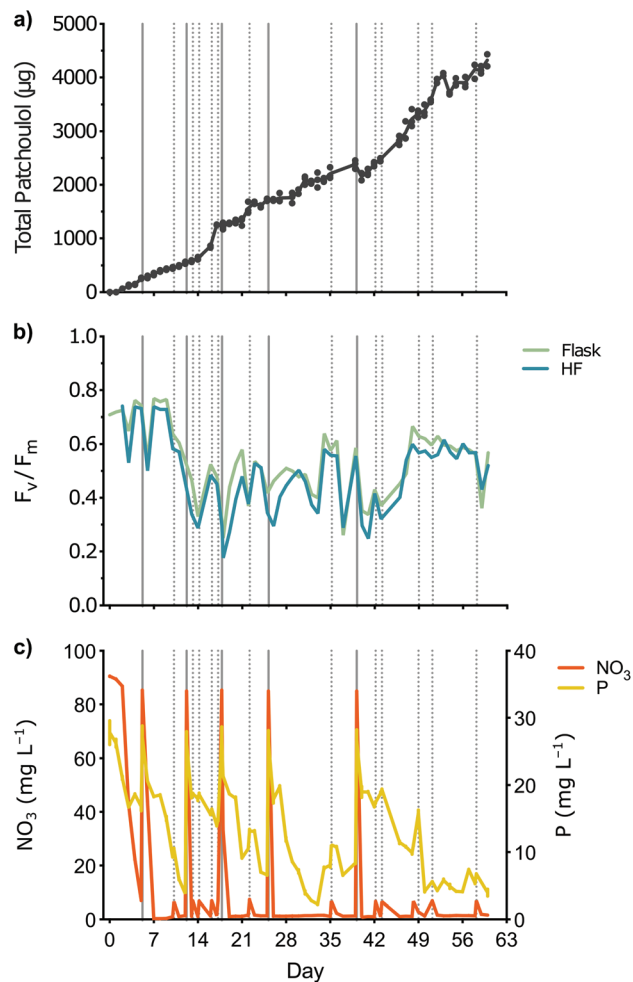 a)
Total Patchoulol (µg)
5000
4000
3000
2000
1000
0
b)
Fv/Fm
1.0
0.8
0.6
0.4
0.2
0.0
Flask
HF
c)
NO3 (mg L−1)
100
80
60
40
20
0
P (mg L−1)
40
30
20
10
0
NO3
P
0 7 14 21 28 35 42 49 56 63
Day